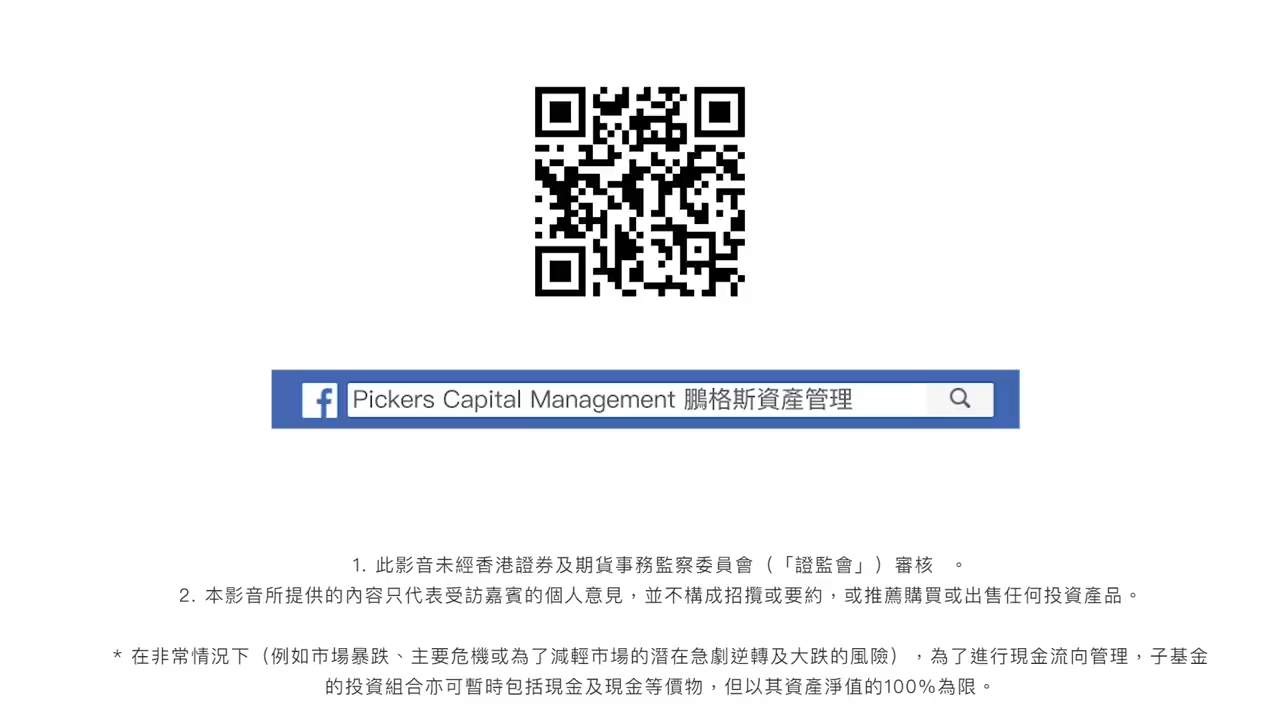 Pickers Capital Management 鵬格斯資產管理
1. 此影音未經香港證券及期貨事務監察委員會（「證監會」）審核 。
2. 本影音所提供的內容只代表受訪嘉賓的個人意見，並不構成招攬或要約，或推薦購買或出售任何投資產品。
* 在非常情況下（例如市場暴跌、主要危機或為了減輕市場的潛在急劇逆轉及大跌的風險），為了進行現金流向管理，子基金
的投資組合亦可暫時包括現金及現金等價物，但以其資產淨值的100%為限。